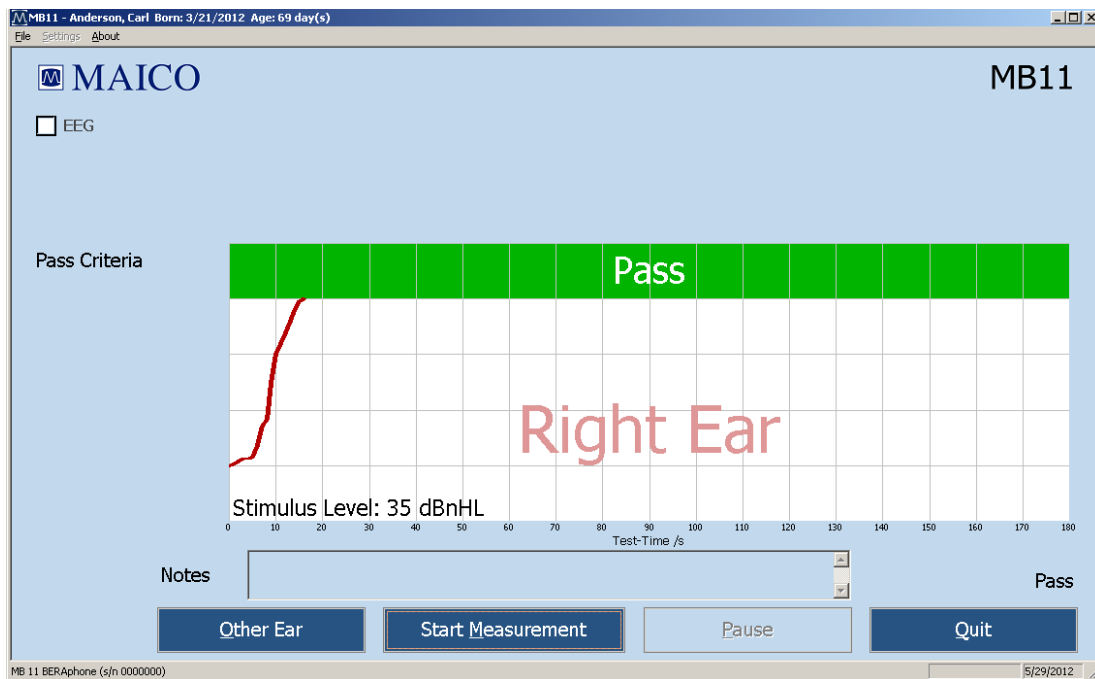 MB11 - Anderson, Carl Born: 3/21/2012 Age: 69 day(s)
File Settings About
MAICO
MB11
EEG
Pass Criteria
Pass
Right Ear
Stimulus Level: 35 dBnHL
0 10 20 30 40 50 60 70 80 90 100 110 120 130 140 150 160 170 180
Test-Time /s
Notes
Pass
Other Ear Start Measurement Pause Quit
MB 11 BERAphone (s/n 0000000) 5/29/2012